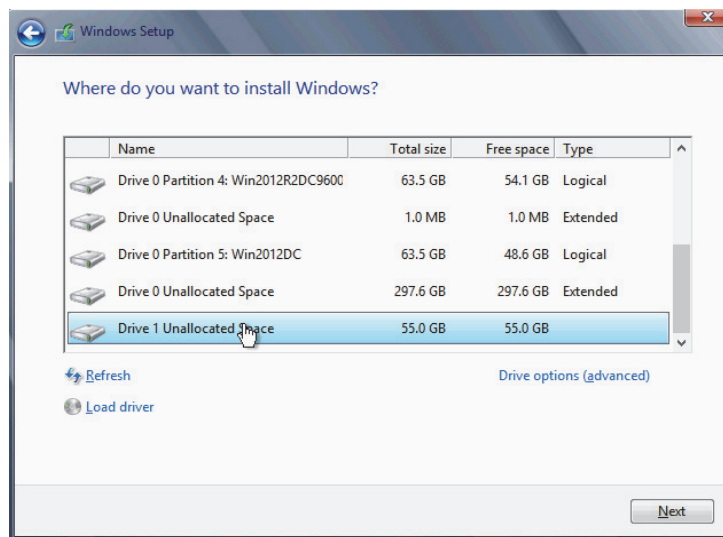 Windows Setup
Where do you want to install Windows?
Name Total size Free space Type
Drive 0 Partition 4: Win2012R2DC9600 63.5 GB 54.1 GB Logical
Drive 0 Unallocated Space 1.0 MB 1.0 MB Extended
Drive 0 Partition 5: Win2012DC 63.5 GB 48.6 GB Logical
Drive 0 Unallocated Space 297.6 GB 297.6 GB Extended
Drive 1 Unallocated Space 55.0 GB 55.0 GB
Refresh Drive options (advanced)
Load driver
Next